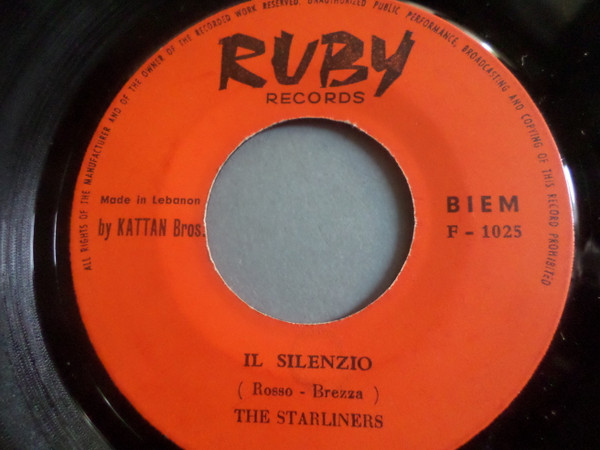 ALL RIGHTS OF THE MANUFACTURER AND OF THE OWNER OF THE RECORDED WORK RESERVED. UNAUTHORIZED PUBLIC PERFORMANCE, BROADCASTING AND COPYING OF THIS RECORD PROHIBITED
RUBY
RECORDS
Made in Lebanon
by KATTAN Bros.
BIEM
F - 1025
IL SILENZIO
( Rosso - Brezza )
THE STARLINERS